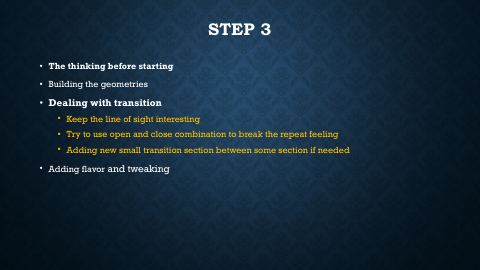 STEP 3
• The thinking before starting
• Building the geometries
• Dealing with transition
• Keep the line of sight interesting
• Try to use open and close combination to break the repeat feeling
• Adding new small transition section between some section if needed
• Adding flavor and tweaking